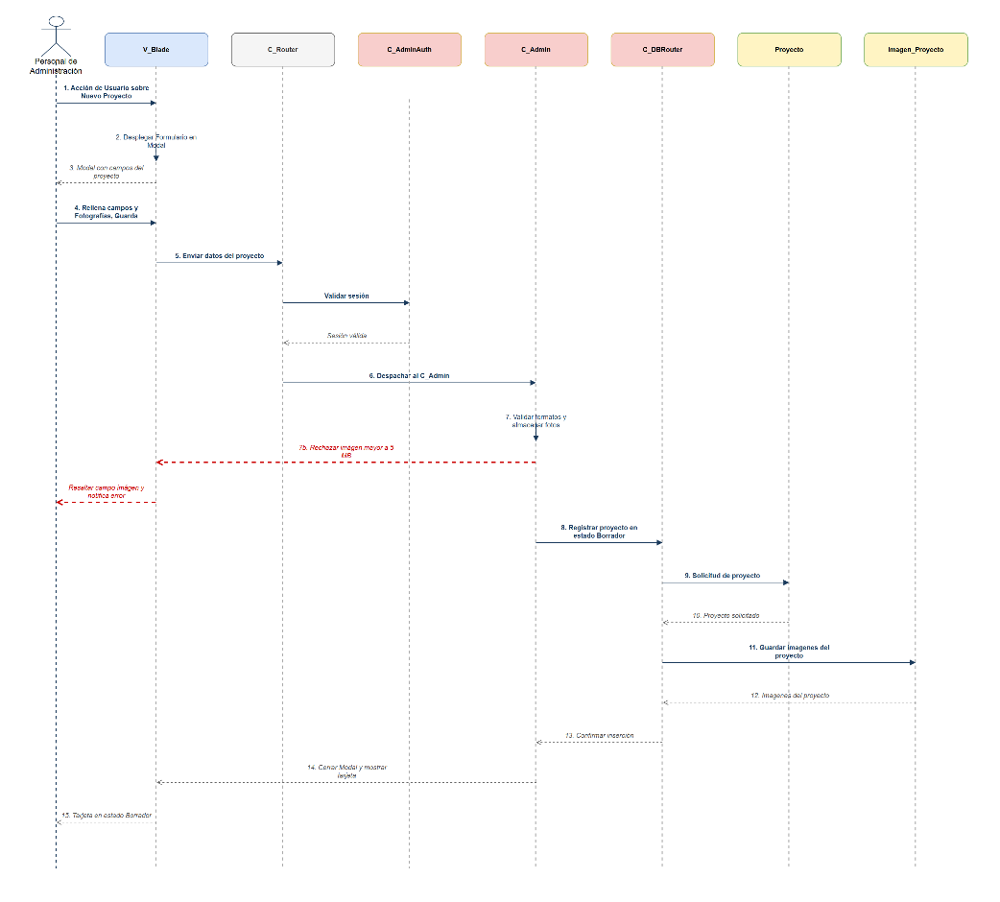 Personal de
Administración
V_Blade
C_Router
C_AdminAuth
C_Admin
C_DBRouter
Proyecto
Imagen_Proyecto
1. Acción de Usuario sobre
Nuevo Proyecto
2. Desplegar Formulario en
Modal
3. Modal con campos del
proyecto
4. Rellena campos y
Fotografías, Guarda
5. Enviar datos del proyecto
Validar sesión
Sesión válida
6. Despachar al C_Admin
7. Validar formatos y
almacenar fotos
7b. Rechazar imagen mayor a 5
MB
Resaltar campo imágen y
notifica error
8. Registrar proyecto en
estado Borrador
9. Solicitud de proyecto
10. Proyecto solicitado
11. Guardar imagenes del
proyecto
12. Imagenes del proyecto
13. Confirmar inserción
14. Cerrar Modal y mostrar
tarjeta
15. Tarjeta en estado Borrador